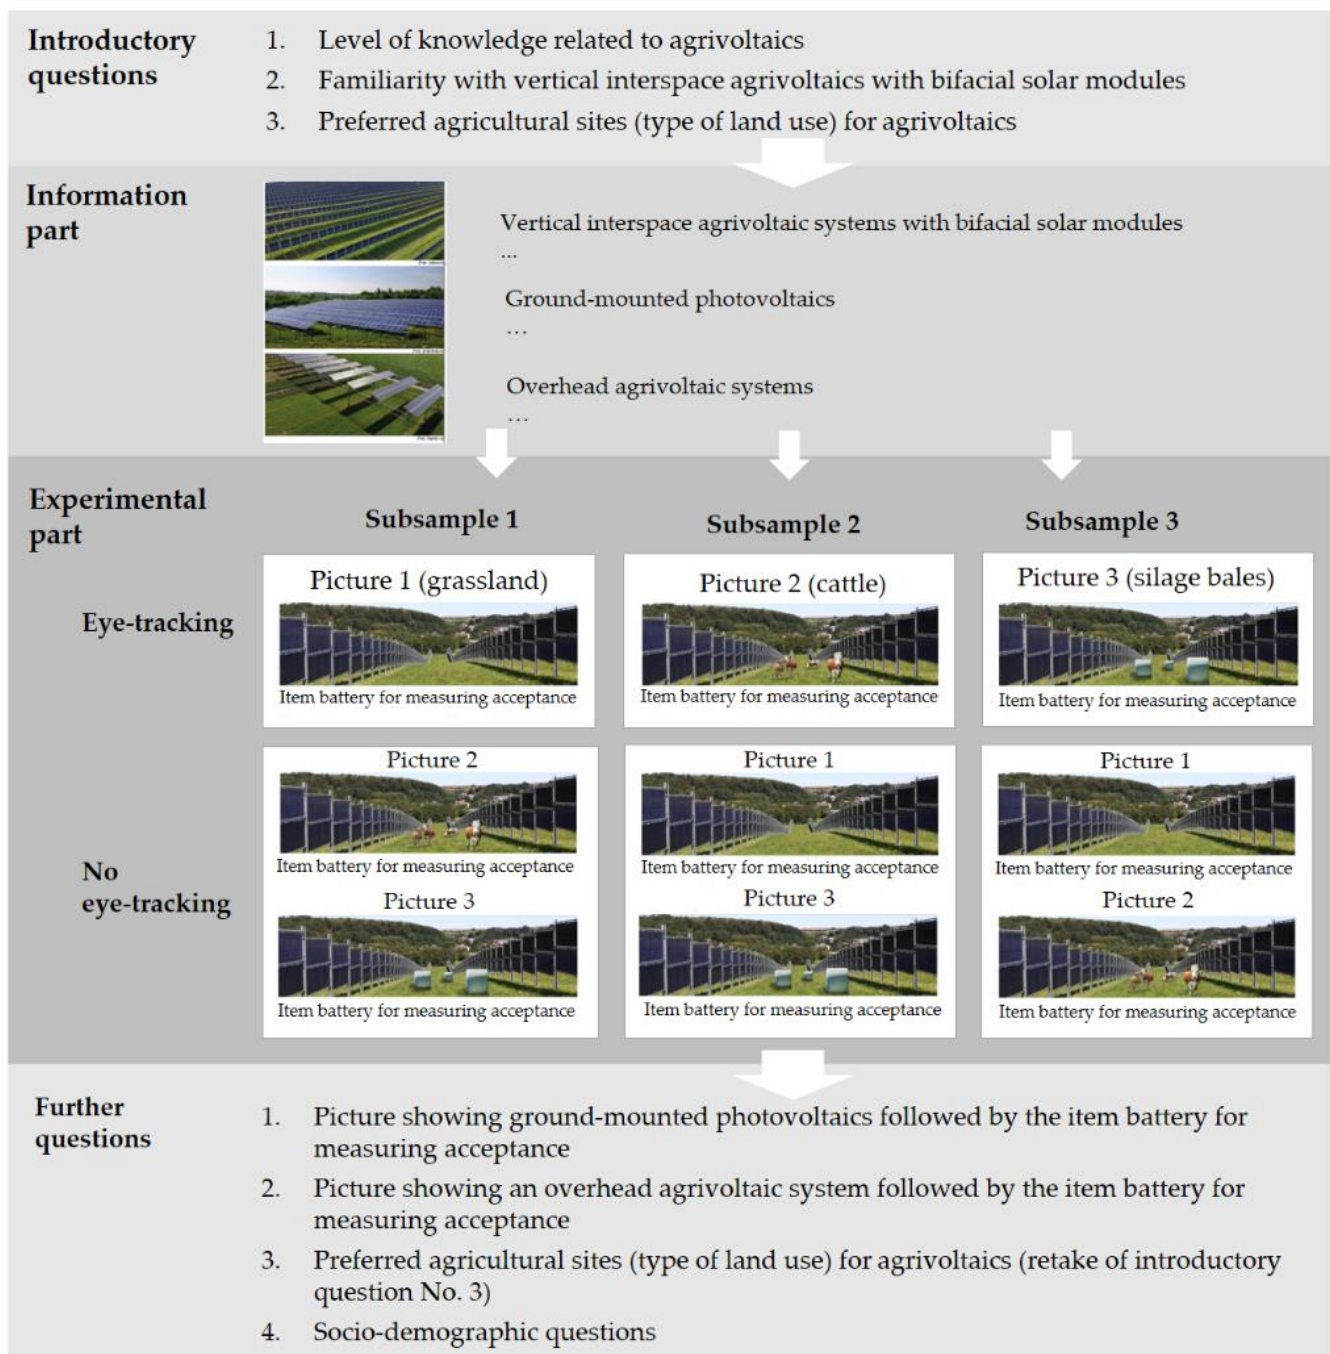 Introductory
questions
1. Level of knowledge related to agrivoltaics
2. Familiarity with vertical interspace agrivoltaics with bifacial solar modules
3. Preferred agricultural sites (type of land use) for agrivoltaics
Information
part
Vertical interspace agrivoltaic systems with bifacial solar modules
...
Ground-mounted photovoltaics
…
Overhead agrivoltaic systems
…
Experimental
part
Subsample 1
Subsample 2
Subsample 3
Eye-tracking
Picture 1 (grassland)
Item battery for measuring acceptance
Picture 2 (cattle)
Item battery for measuring acceptance
Picture 3 (silage bales)
Item battery for measuring acceptance
No
eye-tracking
Picture 2
Item battery for measuring acceptance
Picture 3
Item battery for measuring acceptance
Picture 1
Item battery for measuring acceptance
Picture 3
Item battery for measuring acceptance
Picture 1
Item battery for measuring acceptance
Picture 2
Item battery for measuring acceptance
Further
questions
1. Picture showing ground-mounted photovoltaics followed by the item battery for
measuring acceptance
2. Picture showing an overhead agrivoltaic system followed by the item battery for
measuring acceptance
3. Preferred agricultural sites (type of land use) for agrivoltaics (retake of introductory
question No. 3)
4. Socio-demographic questions